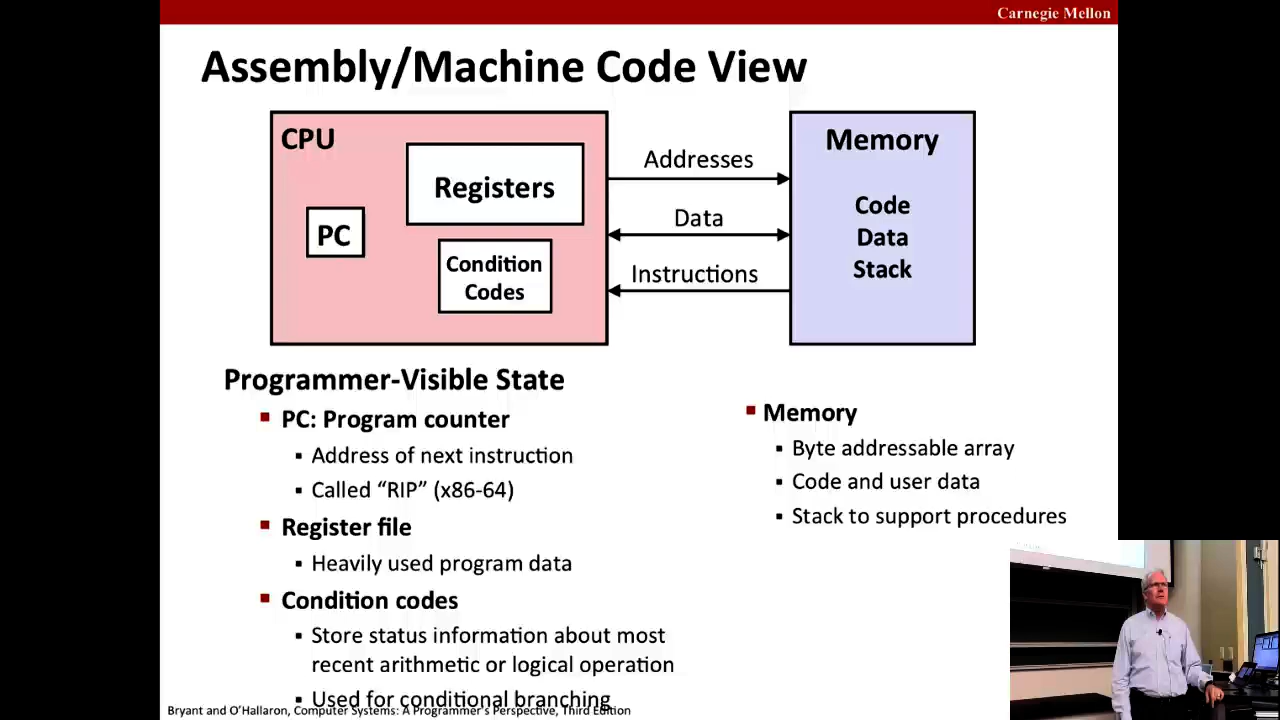 Carnegie Mellon
Assembly/Machine Code View
CPU
Registers
PC
Condition
Codes
Addresses
Data
Instructions
Memory
Code
Data
Stack
Programmer-Visible State
▪ PC: Program counter
▪ Address of next instruction
▪ Called “RIP” (x86-64)
▪ Register file
▪ Heavily used program data
▪ Condition codes
▪ Store status information about most
recent arithmetic or logical operation
▪ Used for conditional branching
▪ Memory
▪ Byte addressable array
▪ Code and user data
▪ Stack to support procedures
Bryant and O’Hallaron, Computer Systems: A Programmer’s Perspective, Third Edition